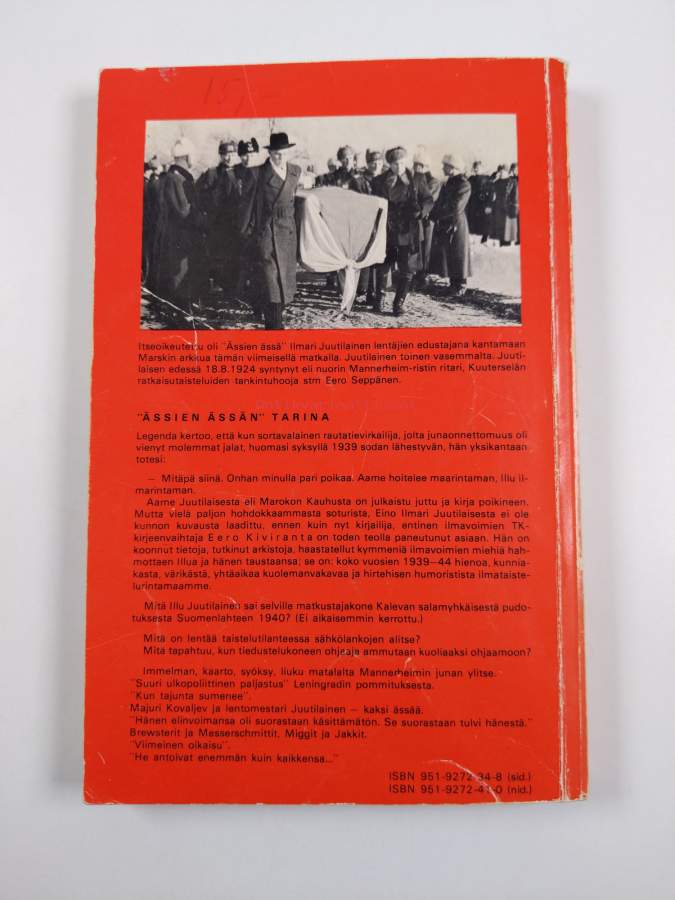 15,-
Itseoikeutettu oli "Ässien ässä" Ilmari Juutilainen lentäjien edustajana kantamaan
Marskin arkkua tämän viimeisellä matkalla. Juutilainen toinen vasemmalta. Juuti-
laisen edessä 18.8.1924 syntynyt eli nuorin Mannerheim-ristin ritari, Kuuterselän
ratkaisutaisteluiden tankintuhooja strn Eero Seppänen.
"ÄSSIEN ÄSSÄN" TARINA
Legenda kertoo, että kun sortavalainen rautatievirkailija, jolta junaonnettomuus oli
vienyt molemmat jalat, huomasi syksyllä 1939 sodan lähestyvän, hän yksikantaan
totesi:
— Mitäpä siinä. Onhan minulla pari poikaa. Aarne hoitelee maarintaman, Illu il-
marintaman.
Aarne Juutilaisesta eli Marokon Kauhusta on julkaistu juttu ja kirja poikineen.
Mutta vielä paljon hohdokkaammasta soturista, Eino Ilmari Juutilaisesta ei ole
kunnon kuvausta laadittu, ennen kuin nyt kirjailija, entinen ilmavoimien TK-
kirjeenvaihtaja Eero Kiviranta on toden teolla paneutunut asiaan. Hän on
koonnut tietoja, tutkinut arkistoja, haastatellut kymmeniä ilmavoimien miehiä hah-
mottaen Illua ja hänen taustaansa; se on: koko vuosien 1939—44 hienoa, kunnia-
kasta, värikästä, yhtäaikaa kuolemanvakavaa ja hirtehisen humoristista ilmataiste-
lurintamaamme.
Mitä Illu Juutilainen sai selville matkustajakone Kalevan salamyhkäisestä pudo-
tuksesta Suomenlahteen 1940? (Ei aikaisemmin kerrottu.)
Mitä on lentää taistelutilanteessa sähkölankojen alitse?
Mitä tapahtuu, kun tiedustelukoneen ohjaaja ammutaan kuoliaaksi ohjaamoon?
Immelman, kaarto, syöksy, liuku matalalta Mannerheimin junan ylitse.
"Suuri ulkopoliittinen paljastus" Leningradin pommituksesta.
"Kun tajunta sumenee".
Majuri Kovaljev ja lentomestari Juutilainen — kaksi ässää.
"Hänen elinvoimansa oli suorastaan käsittämätön. Se suorastaan tulvi hänestä."
Brewsterit ja Messerschmittit, Miggit ja Jakkit.
"Viimeinen oikaisu".
"He antoivat enemmän kuin kaikkensa..."
ISBN 951-9272-34-8 (sid.)
ISBN 951-9272-41-0 (nid.)